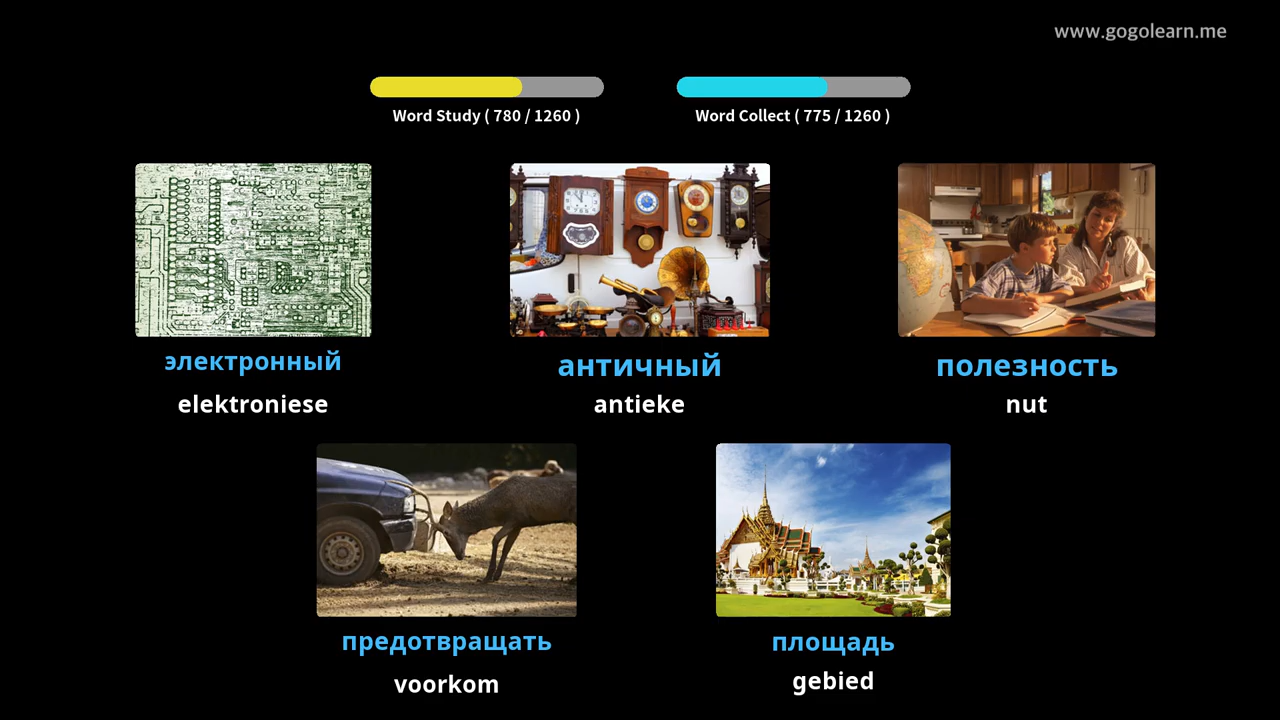 www.gogolearn.me
Word Study ( 780 / 1260 )
Word Collect ( 775 / 1260 )
электронный
elektroniese
античный
antieke
полезность
nut
предотвращать
voorkom
площадь
gebied